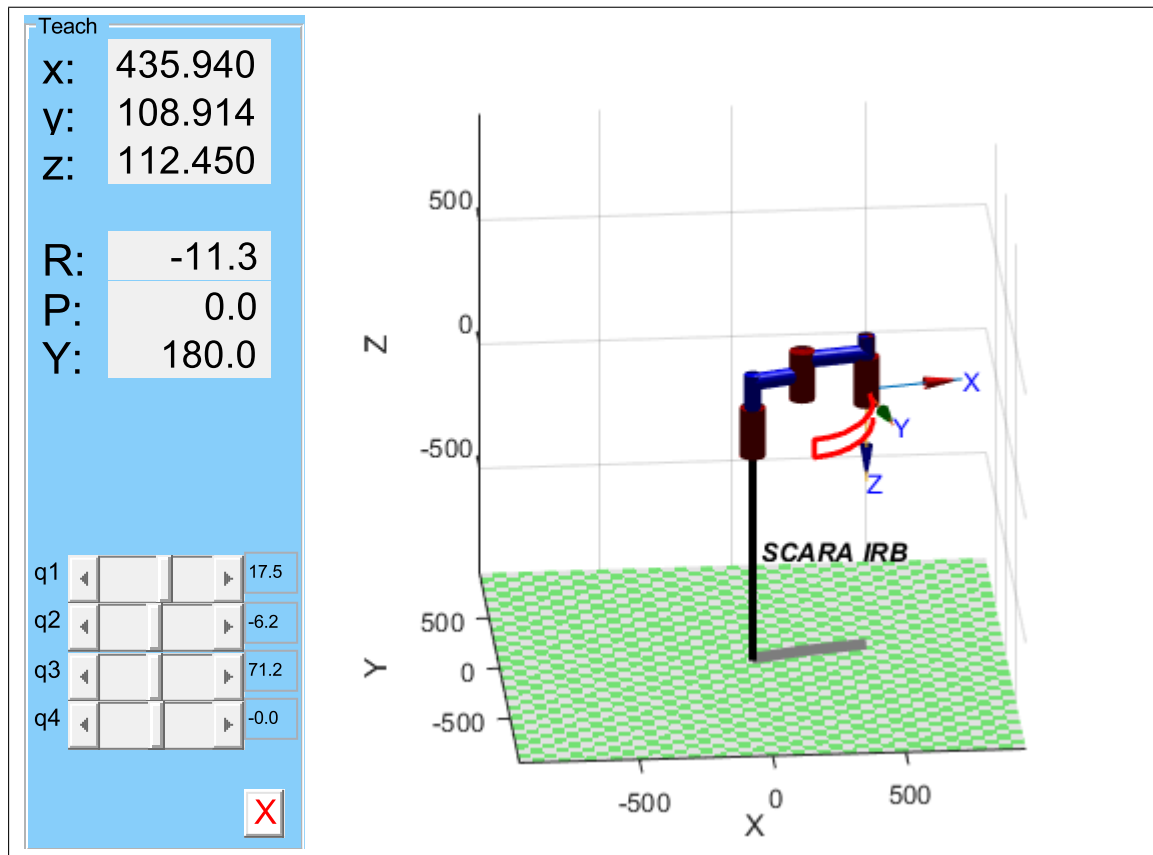 Teach
x: 435.940
y: 108.914
z: 112.450
R: -11.3
P: 0.0
Y: 180.0
q1 17.5
q2 -6.2
q3 71.2
q4 -0.0
X
500
0
-500
Z
X
Y
Z
SCARA IRB
500
0
-500
Y
-500
0
500
X